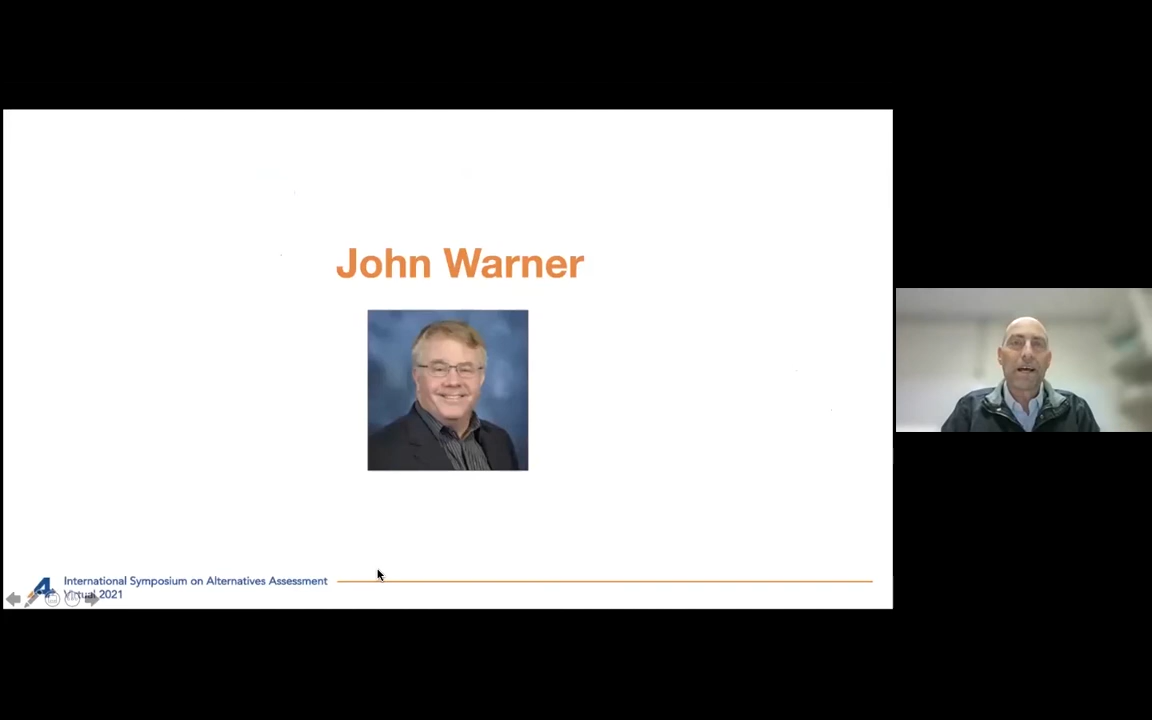 John Warner
International Symposium on Alternatives Assessment
Virtual 2021